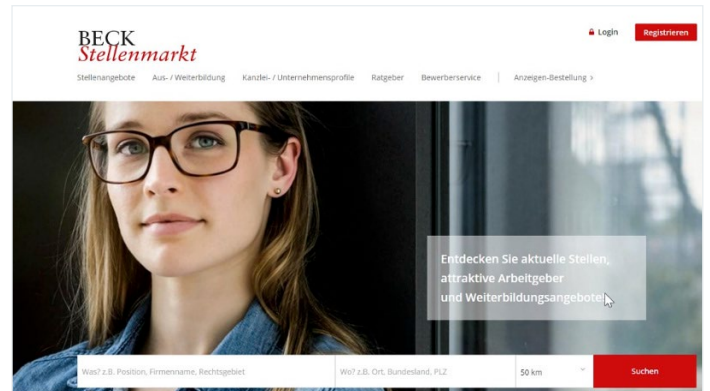 BECK
Stellenmarkt
Login
Registrieren
Stellenangebote Aus- / Weiterbildung Kanzlei- / Unternehmensprofile Ratgeber Bewerberservice Anzeigen-Bestellung >
Entdecken Sie aktuelle Stellen,
attraktive Arbeitgeber
und Weiterbildungsangebote.
Was? z.B. Position, Firmenname, Rechtsgebiet
Wo? z.B. Ort, Bundesland, PLZ
50 km
Suchen